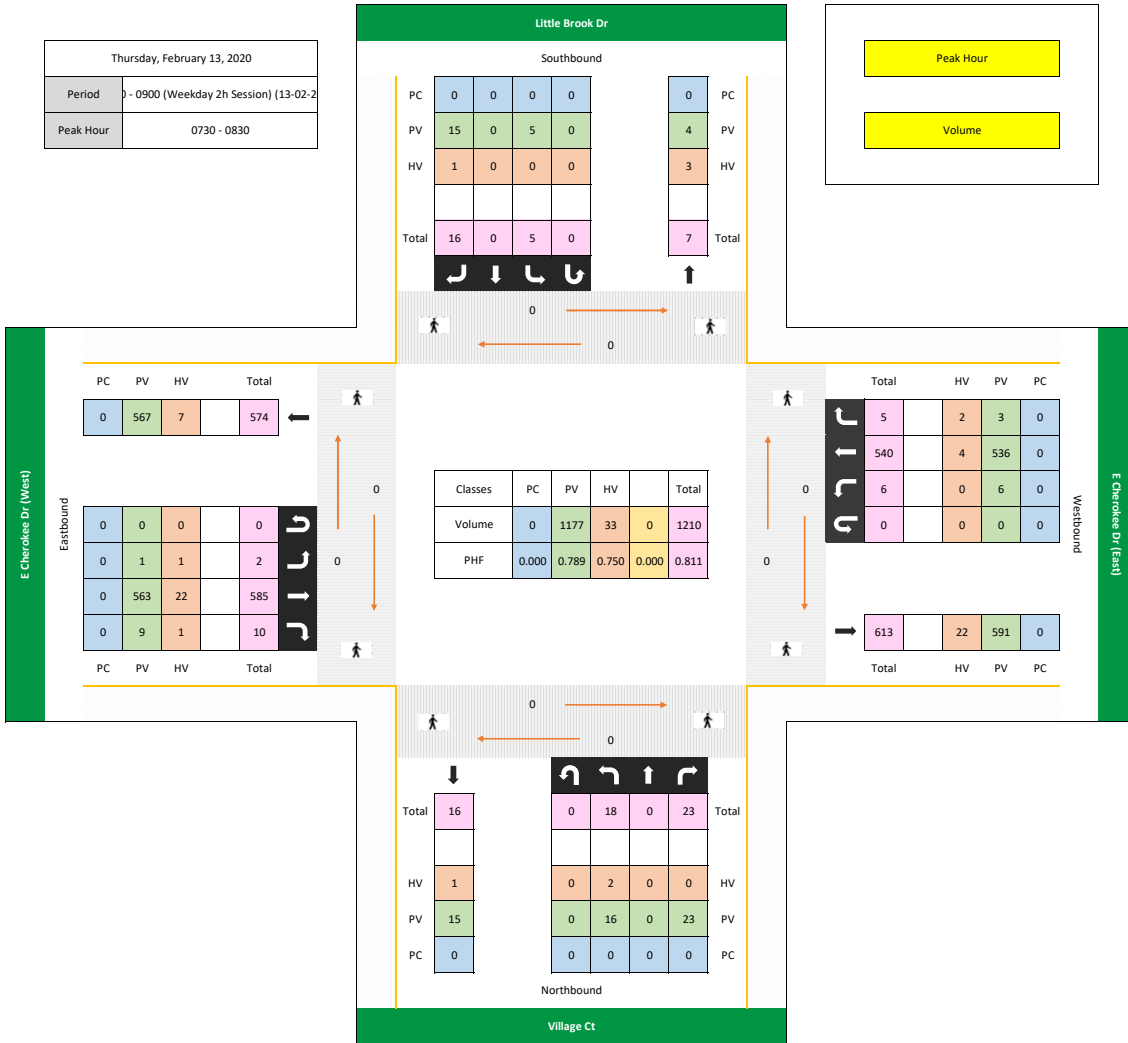 Little Brook Dr
Thursday, February 13, 2020
Period 0 - 0900 (Weekday 2h Session) (13-02-2
Peak Hour 0730 - 0830
Peak Hour
Volume
Southbound
PC 0 0 0 0 0 PC
PV 15 0 5 0 4 PV
HV 1 0 0 0 3 HV
Total 16 0 5 0 7 Total
0
0
E Cherokee Dr (West)
Eastbound
PC PV HV Total
0 567 7 574
0 0 0 0
0 1 1 2
0 563 22 585
0 9 1 10
PC PV HV Total
0
0
Classes PC PV HV Total
Volume 0 1177 33 0 1210
PHF 0.000 0.789 0.750 0.000 0.811
0
0
Total HV PV PC
5 2 3 0
540 4 536 0
6 0 6 0
0 0 0 0
613 22 591 0
Total HV PV PC
Westbound
E Cherokee Dr (East)
0
0
Total 16 0 18 0 23 Total
HV 1 0 2 0 0 HV
PV 15 0 16 0 23 PV
PC 0 0 0 0 0 PC
Northbound
Village Ct